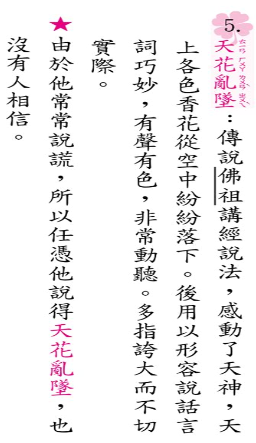 5.
天花亂墜：傳說佛祖講經說法，感動了天神，天
上各色香花從空中紛紛落下。後用以形容說話言
詞巧妙，有聲有色，非常動聽。多指誇大而不切
實際。
★由於他常常說謊，所以任憑他說得天花亂墜，也
沒有人相信。